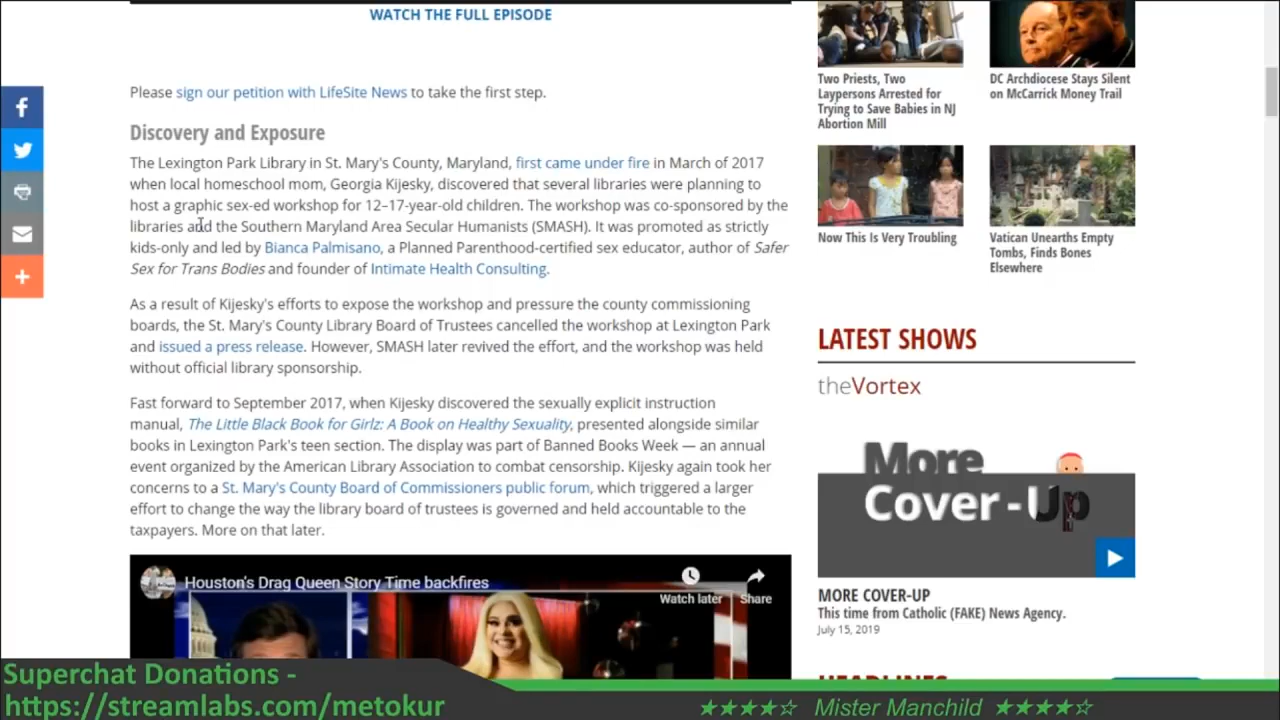 WATCH THE FULL EPISODE
Please sign our petition with LifeSite News to take the first step.
Discovery and Exposure
The Lexington Park Library in St. Mary's County, Maryland, first came under fire in March of 2017
when local homeschool mom, Georgia Kijesky, discovered that several libraries were planning to
host a graphic sex-ed workshop for 12–17-year-old children. The workshop was co-sponsored by the
libraries and the Southern Maryland Area Secular Humanists (SMASH). It was promoted as strictly
kids-only and led by Bianca Palmisano, a Planned Parenthood-certified sex educator, author of Safer
Sex for Trans Bodies and founder of Intimate Health Consulting.
As a result of Kijesky's efforts to expose the workshop and pressure the county commissioning
boards, the St. Mary's County Library Board of Trustees cancelled the workshop at Lexington Park
and issued a press release. However, SMASH later revived the effort, and the workshop was held
without official library sponsorship.
Fast forward to September 2017, when Kijesky discovered the sexually explicit instruction
manual, The Little Black Book for Girlz: A Book on Healthy Sexuality, presented alongside similar
books in Lexington Park's teen section. The display was part of Banned Books Week — an annual
event organized by the American Library Association to combat censorship. Kijesky again took her
concerns to a St. Mary's County Board of Commissioners public forum, which triggered a larger
effort to change the way the library board of trustees is governed and held accountable to the
taxpayers. More on that later.
Houston's Drag Queen Story Time backfires
Watch later
Share
Two Priests, Two
Laypersons Arrested for
Trying to Save Babies in NJ
Abortion Mill
DC Archdiocese Stays Silent
on McCarrick Money Trail
Now This Is Very Troubling
Vatican Unearths Empty
Tombs, Finds Bones
Elsewhere
LATEST SHOWS
theVortex
More
Cover-Up
MORE COVER-UP
This time from Catholic (FAKE) News Agency.
July 15, 2019
HEADLINES
Superchat Donations -
https://streamlabs.com/metokur
★★★★☆ Mister Manchild ★★★★☆